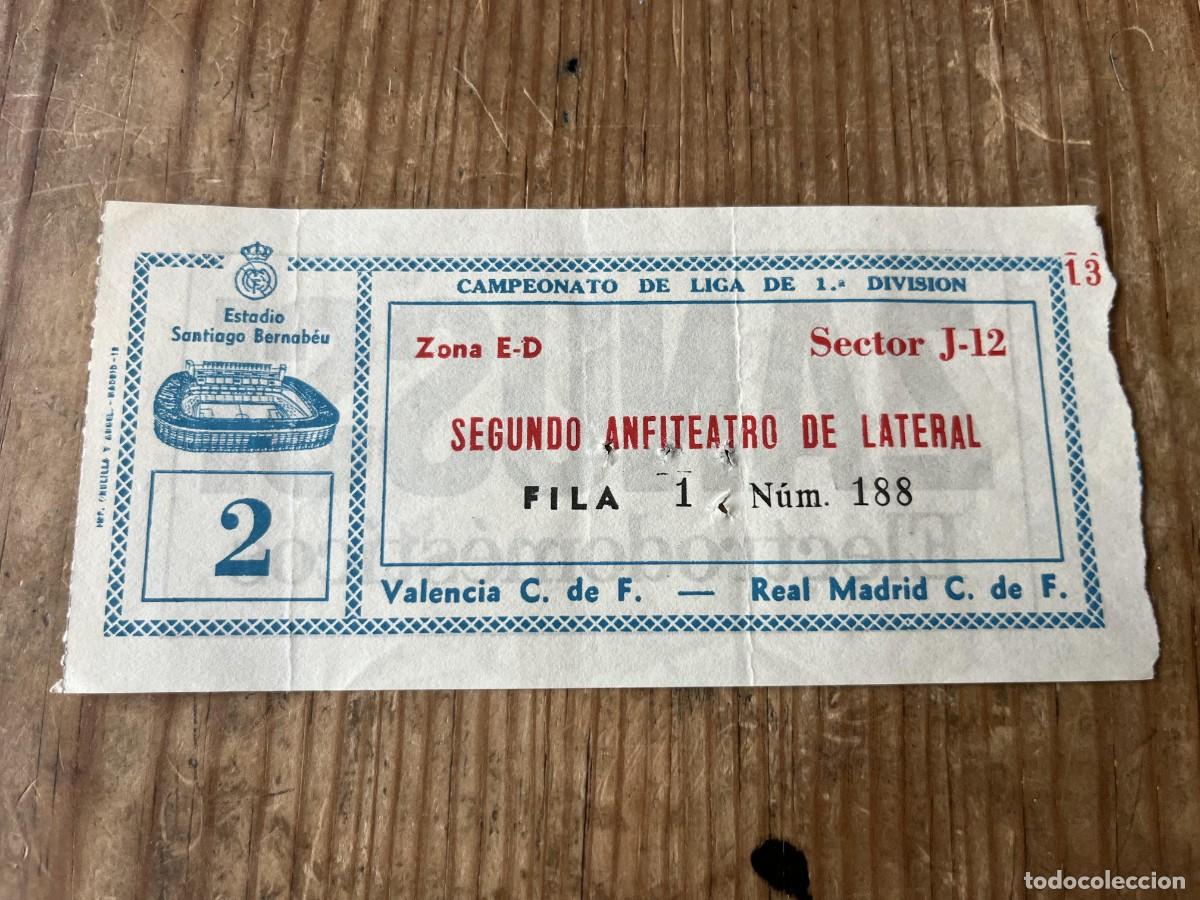 CAMPEONATO DE LIGA DE 1.ª DIVISION
13
Estadio
Santiago Bernabéu
Zona E-D
Sector J-12
SEGUNDO ANFITEATRO DE LATERAL
FILA 1 Núm. 188
2
Valencia C. de F. — Real Madrid C. de F.
todocoleccion